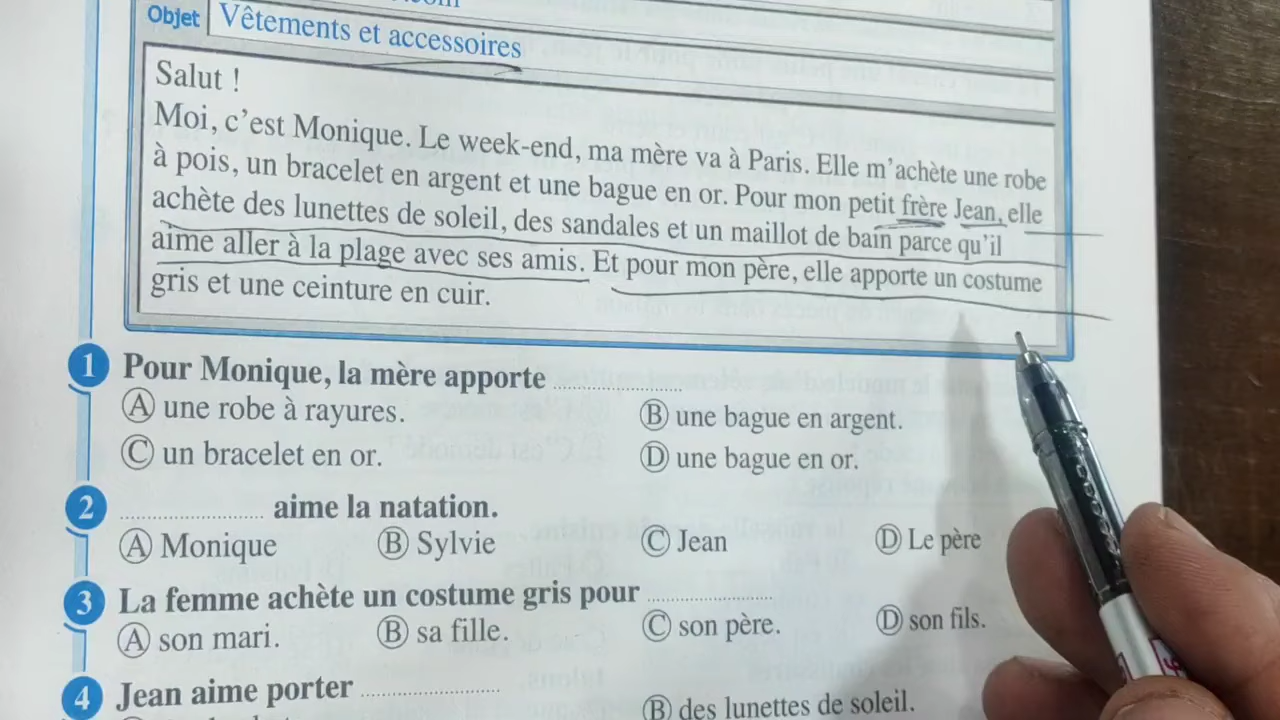 Objet Vêtements et accessoires
Salut !
Moi, c'est Monique. Le week-end, ma mère va à Paris. Elle m'achète une robe
à pois, un bracelet en argent et une bague en or. Pour mon petit frère Jean, elle
achète des lunettes de soleil, des sandales et un maillot de bain parce qu'il
aime aller à la plage avec ses amis. Et pour mon père, elle apporte un costume
gris et une ceinture en cuir.
1 Pour Monique, la mère apporte ....................
A une robe à rayures. B une bague en argent.
C un bracelet en or. D une bague en or.
2 .................... aime la natation.
A Monique B Sylvie C Jean D Le père
3 La femme achète un costume gris pour ....................
A son mari. B sa fille. C son père. D son fils.
4 Jean aime porter ....................
B des lunettes de soleil.